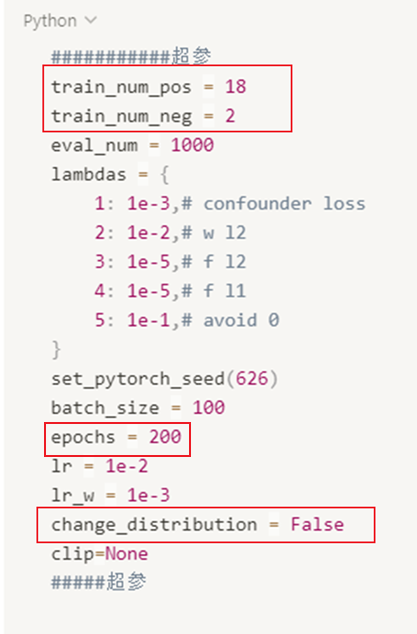 Python
###########超参
train_num_pos = 18
train_num_neg = 2
eval_num = 1000
lambdas = {
    1: 1e-3,# confounder loss
    2: 1e-2,# w l2
    3: 1e-5,# f l2
    4: 1e-5,# f l1
    5: 1e-1,# avoid 0
}
set_pytorch_seed(626)
batch_size = 100
epochs = 200
lr = 1e-2
lr_w = 1e-3
change_distribution = False
clip=None
#####超参